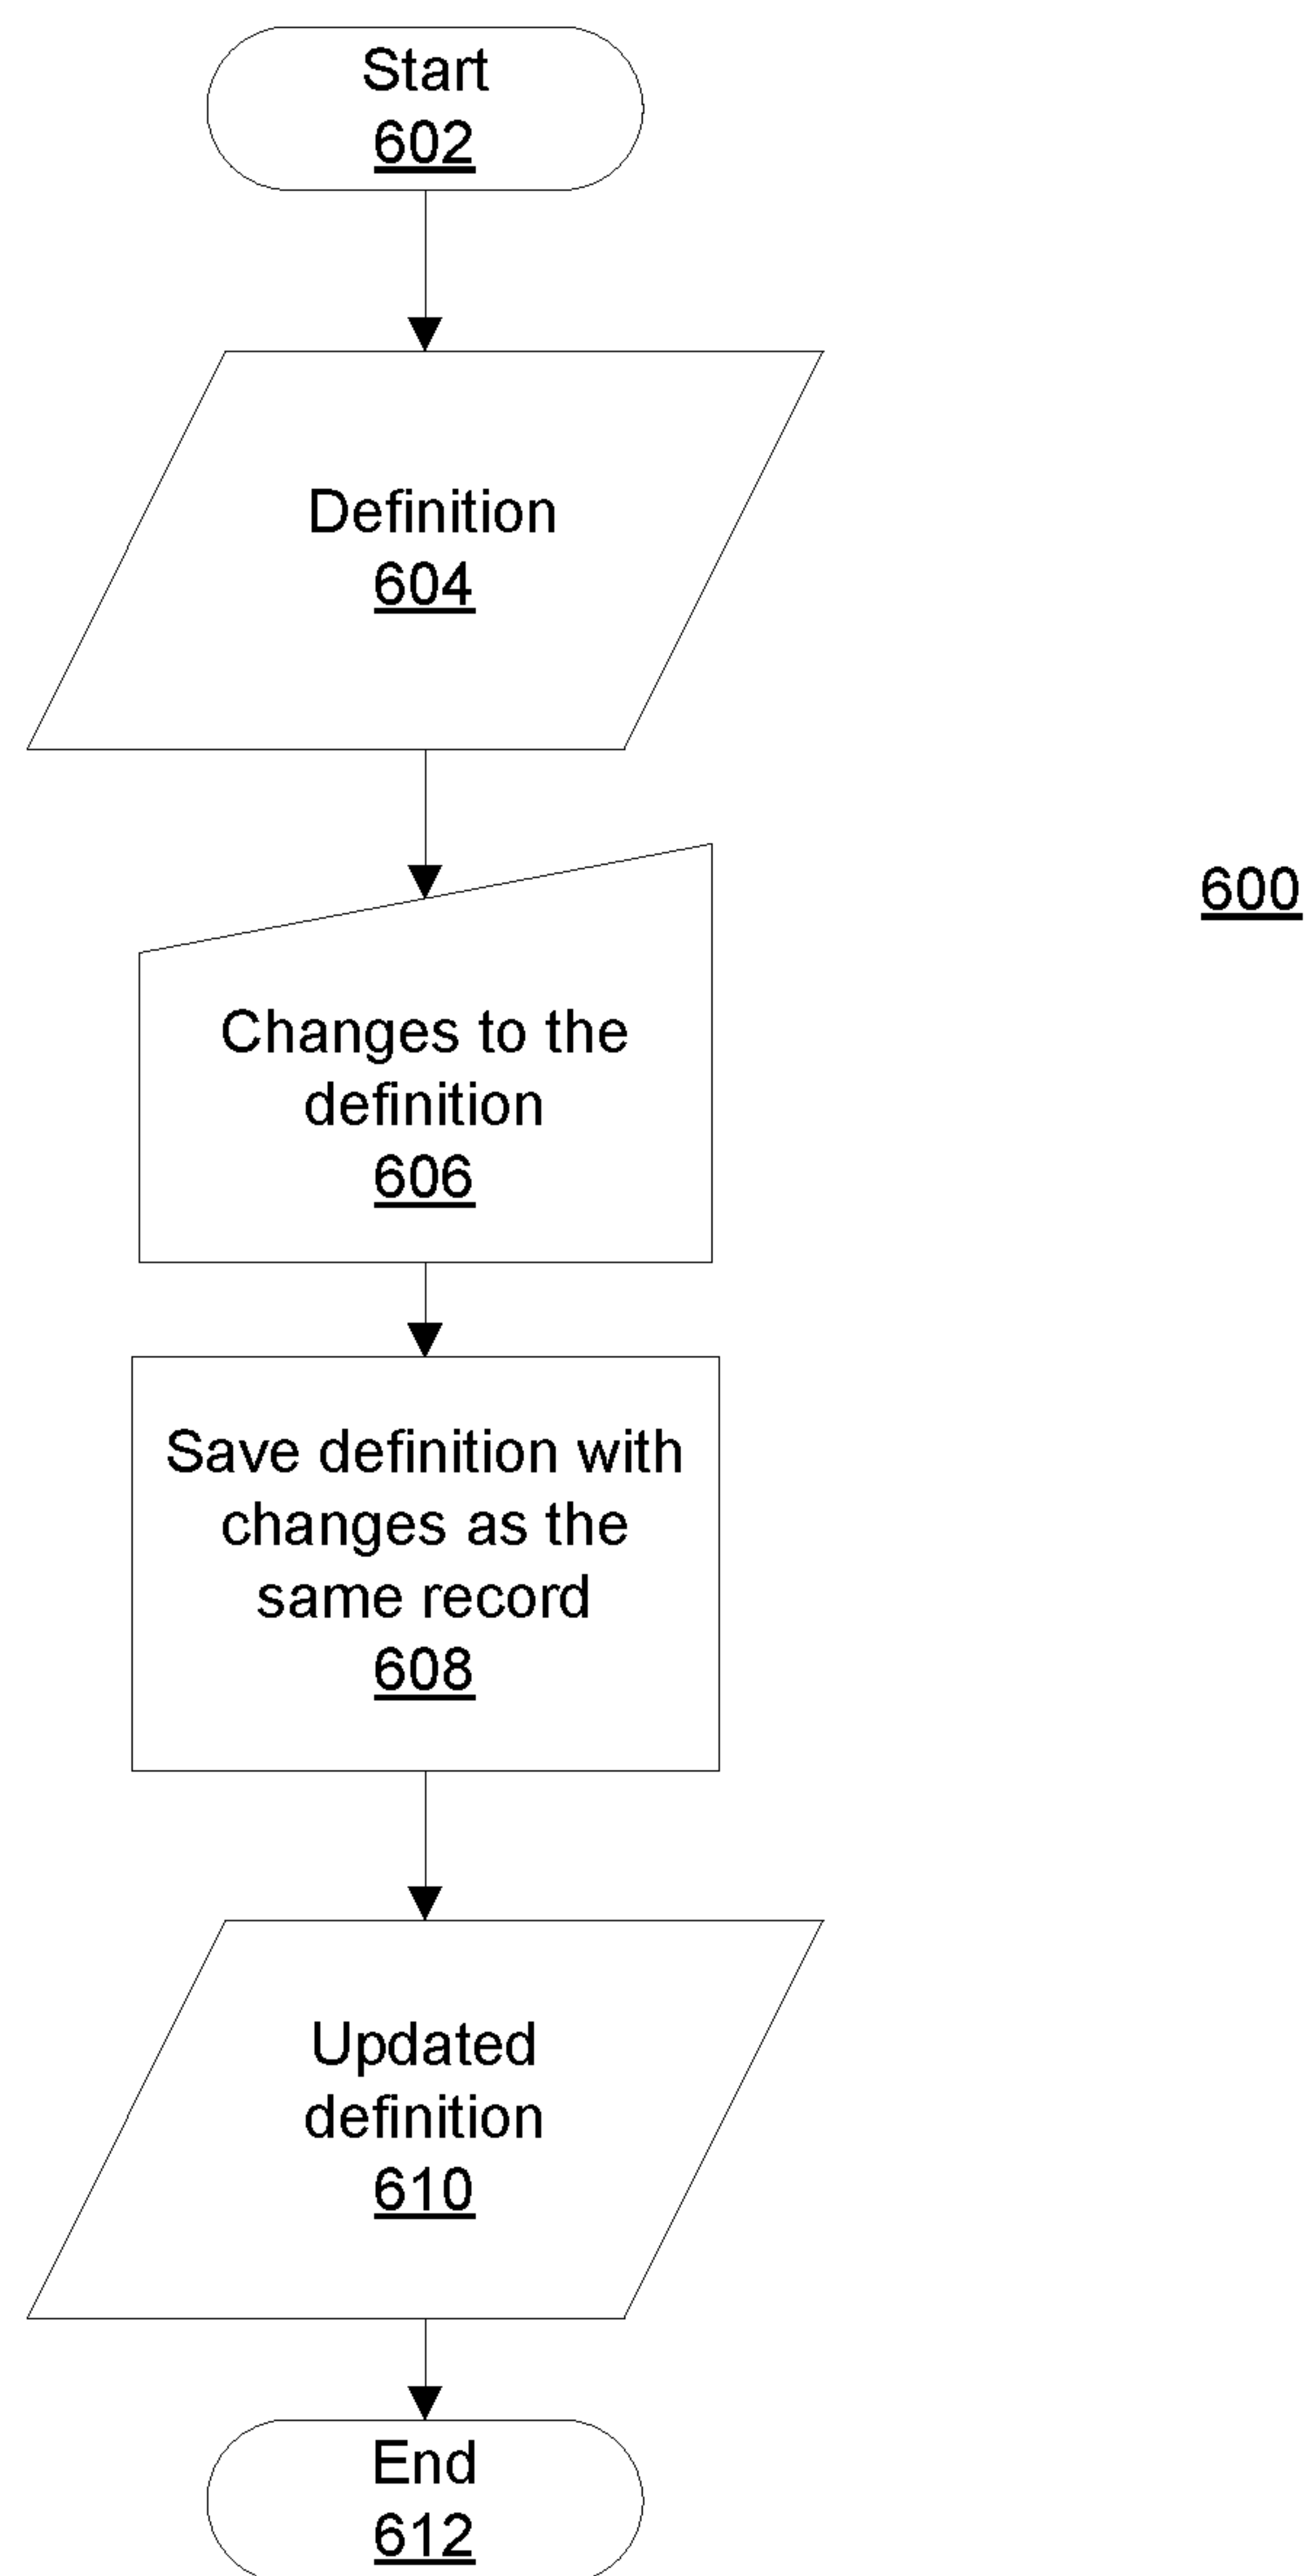 Start
602
Definition
604
600
Changes to the
definition
606
Save definition with
changes as the
same record
608
Updated
definition
610
End
612